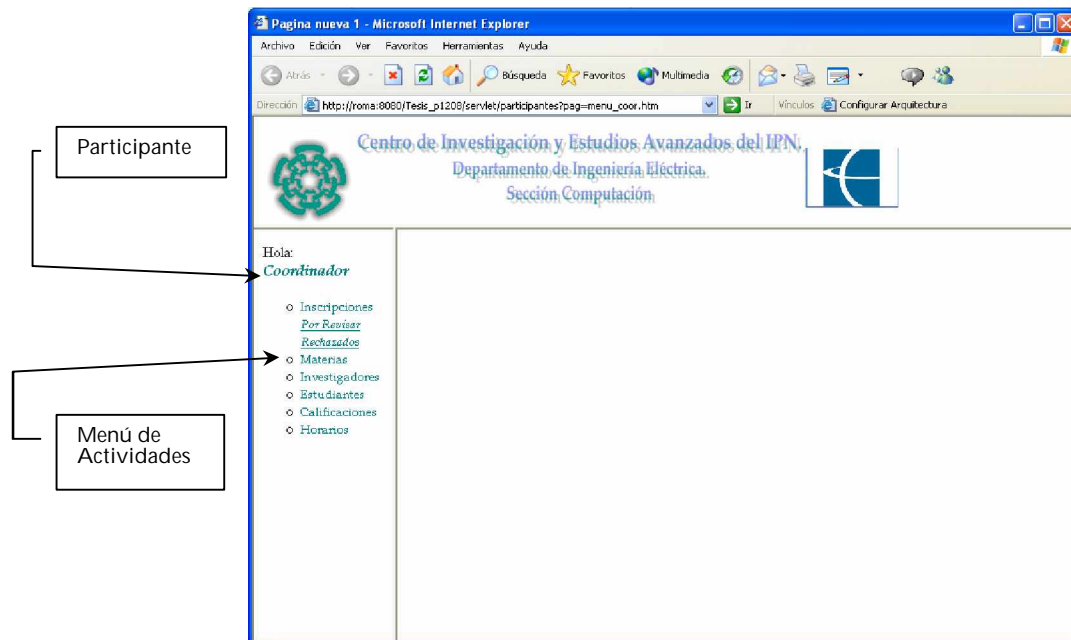 Pagina nueva 1 - Microsoft Internet Explorer
Archivo Edición Ver Favoritos Herramientas Ayuda
Atrás Búsqueda Favoritos Multimedia
Dirección http://roma:8080/Tesis_p1208/servlet/participantes?pag=menu_coor.htm Ir Vínculos Configurar Arquitectura
Participante
Centro de Investigación y Estudios Avanzados del IPN.
Departamento de Ingeniería Eléctrica.
Sección Computación
Hola:
Coordinador
Inscripciones
Por Revisar
Rechazados
Materias
Investigadores
Estudiantes
Calificaciones
Horarios
Menú de
Actividades